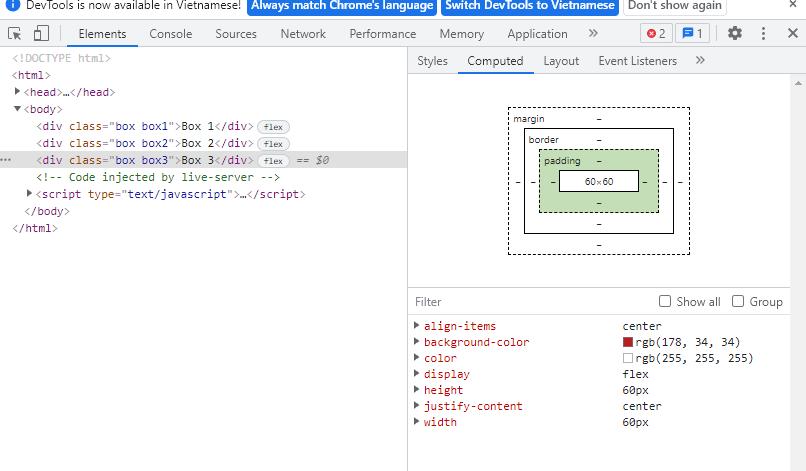 DevTools is now available in Vietnamese! Always match Chrome's language Switch DevTools to Vietnamese Don't show again
Elements Console Sources Network Performance Memory Application » 2 1
<!DOCTYPE html>
<html>
<head>…</head>
<body>
<div class="box box1">Box 1</div> flex
<div class="box box2">Box 2</div> flex
… <div class="box box3">Box 3</div> flex == $0
<!-- Code injected by live-server -->
<script type="text/javascript">…</script>
</body>
</html>
Styles Computed Layout Event Listeners »
margin –
border –
padding –
– – – 60×60 – – –
–
–
–
Filter Show all Group
align-items center
background-color rgb(178, 34, 34)
color rgb(255, 255, 255)
display flex
height 60px
justify-content center
width 60px